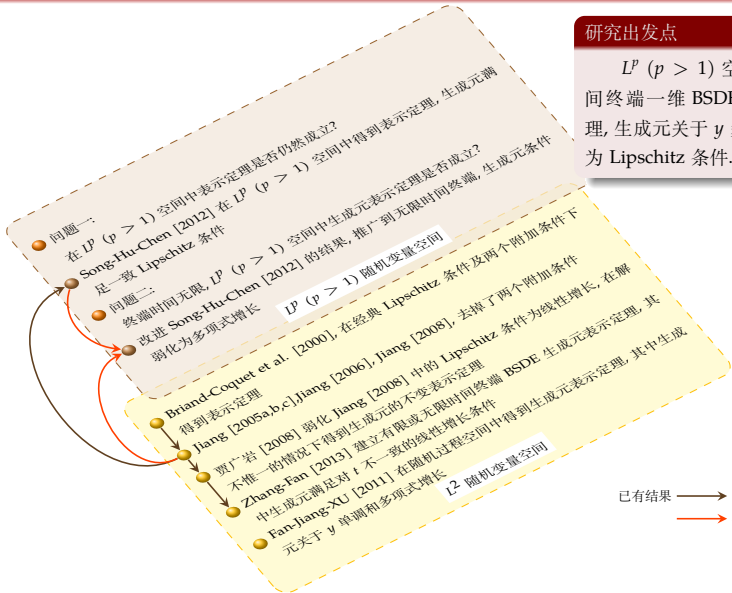 研究出发点
L^p (p > 1) 空
间终端一维 BSDE
理, 生成元关于 y
为 Lipschitz 条件.
问题一:
在 L^p (p > 1) 空间中表示定理是否仍然成立?
Song-Hu-Chen [2012] 在 L^p (p > 1) 空间中得到表示定理, 生成元满
足一致 Lipschitz 条件
问题二:
终端时间无限, L^p (p > 1) 空间中生成元表示定理是否成立?
改进 Song-Hu-Chen [2012] 的结果, 推广到无限时间终端, 生成元条件
弱化为多项式增长
L^p (p > 1) 随机变量空间
Briand-Coquet et al. [2000], 在经典 Lipschitz 条件及两个附加条件下
得到表示定理
Jiang [2005a,b,c],Jiang [2006], Jiang [2008], 去掉了两个附加条件
贾广岩 [2008] 弱化 Jiang [2008] 中的 Lipschitz 条件为线性增长, 在解
不惟一的情况下得到生成元的不变表示定理
Zhang-Fan [2013] 建立有限或无限时间终端 BSDE 生成元表示定理, 其
中生成元满足对 t 不一致的线性增长条件
Fan-Jiang-XU [2011] 在随机过程空间中得到生成元表示定理, 其中生成
元关于 y 单调和多项式增长
L^2 随机变量空间
已有结果